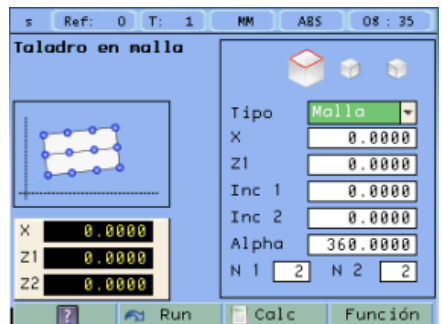 s Ref: 0 T: 1 MM ABS 08 : 35
Taladro en malla
Tipo Malla
X 0.0000
Z1 0.0000
Inc 1 0.0000
Inc 2 0.0000
Alpha 360.0000
N 1 2 N 2 2
X 0.0000
Z1 0.0000
Z2 0.0000
? Run Calc Función